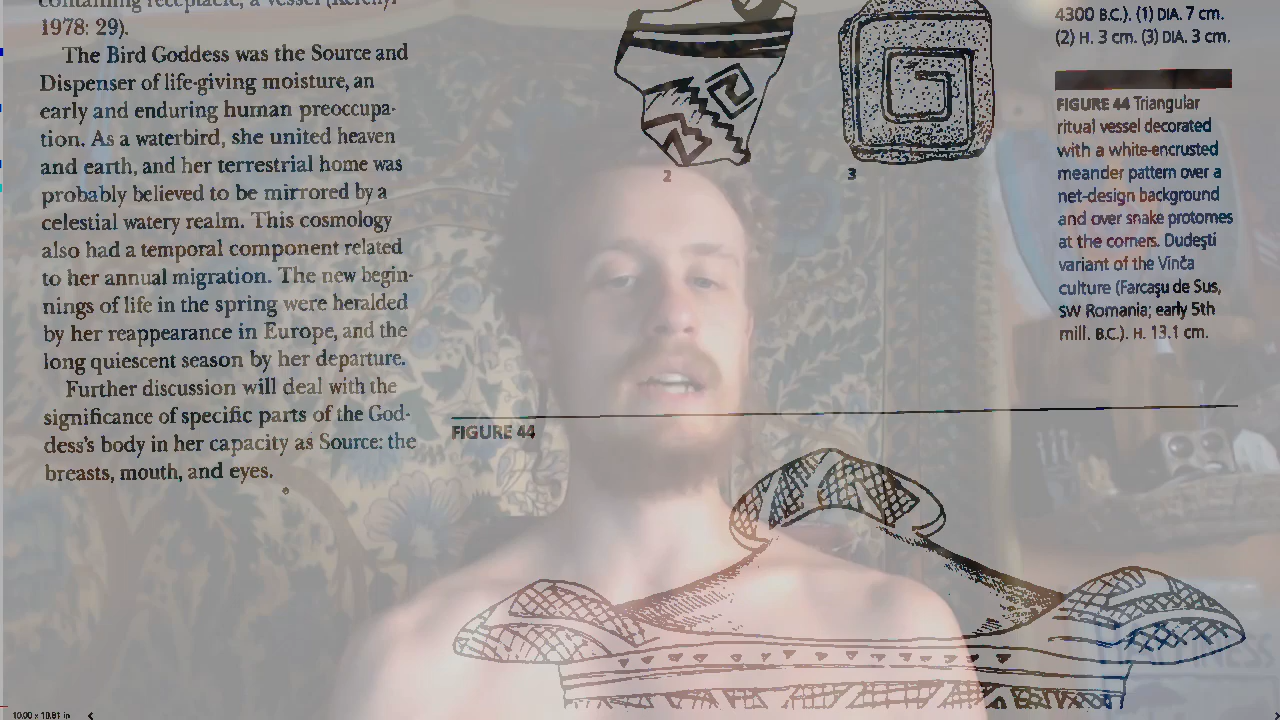 containing receptacle, a vessel
1978: 29).
The Bird Goddess was the Source and
Dispenser of life-giving moisture, an
early and enduring human preoccupa-
tion. As a waterbird, she united heaven
and earth, and her terrestrial home was
probably believed to be mirrored by a
celestial watery realm. This cosmology
also had a temporal component related
to her annual migration. The new begin-
nings of life in the spring were heralded
by her reappearance in Europe, and the
long quiescent season by her departure.
Further discussion will deal with the
significance of specific parts of the God-
dess's body in her capacity as Source: the
breasts, mouth, and eyes.
2
3
4300 B.C.). (1) DIA. 7 cm.
(2) H. 3 cm. (3) DIA. 3 cm.
FIGURE 44 Triangular
ritual vessel decorated
with a white-encrusted
meander pattern over a
net-design background
and over snake protomes
at the corners. Dudeşti
variant of the Vinča
culture (Farcaşu de Sus,
SW Romania; early 5th
mill. B.C.). H. 13.1 cm.
FIGURE 44
10.00 x 10.81 in